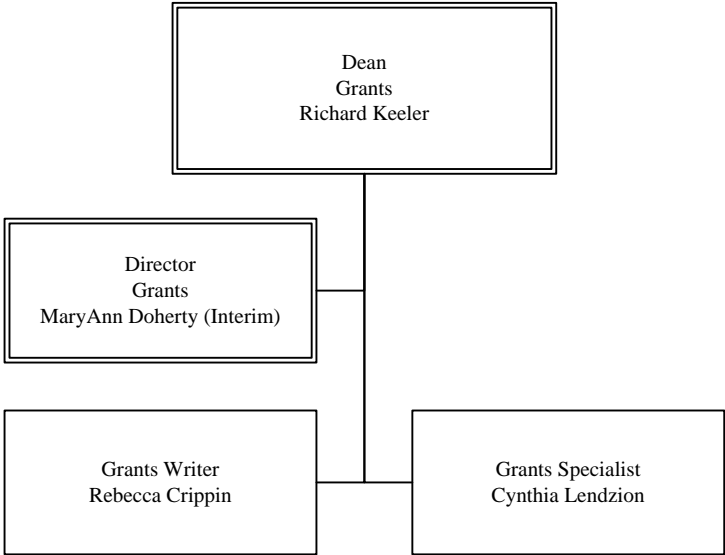 Dean
Grants
Richard Keeler
Director
Grants
MaryAnn Doherty (Interim)
Grants Writer
Rebecca Crippin
Grants Specialist
Cynthia Lendzion